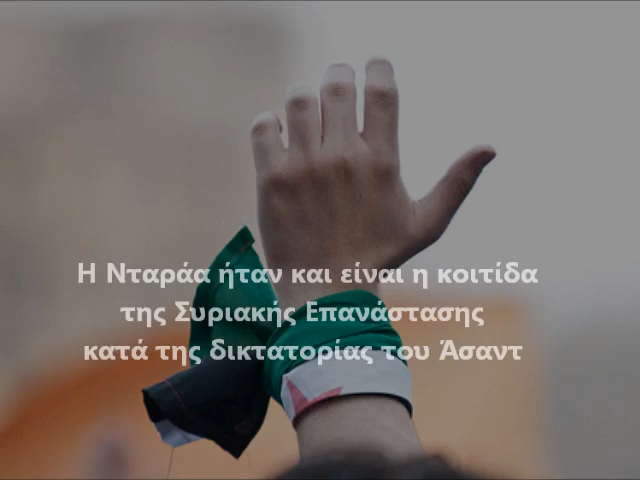 Η Νταράα ήταν και είναι η κοιτίδα
της Συριακής Επανάστασης
κατά της δικτατορίας του Άσαντ